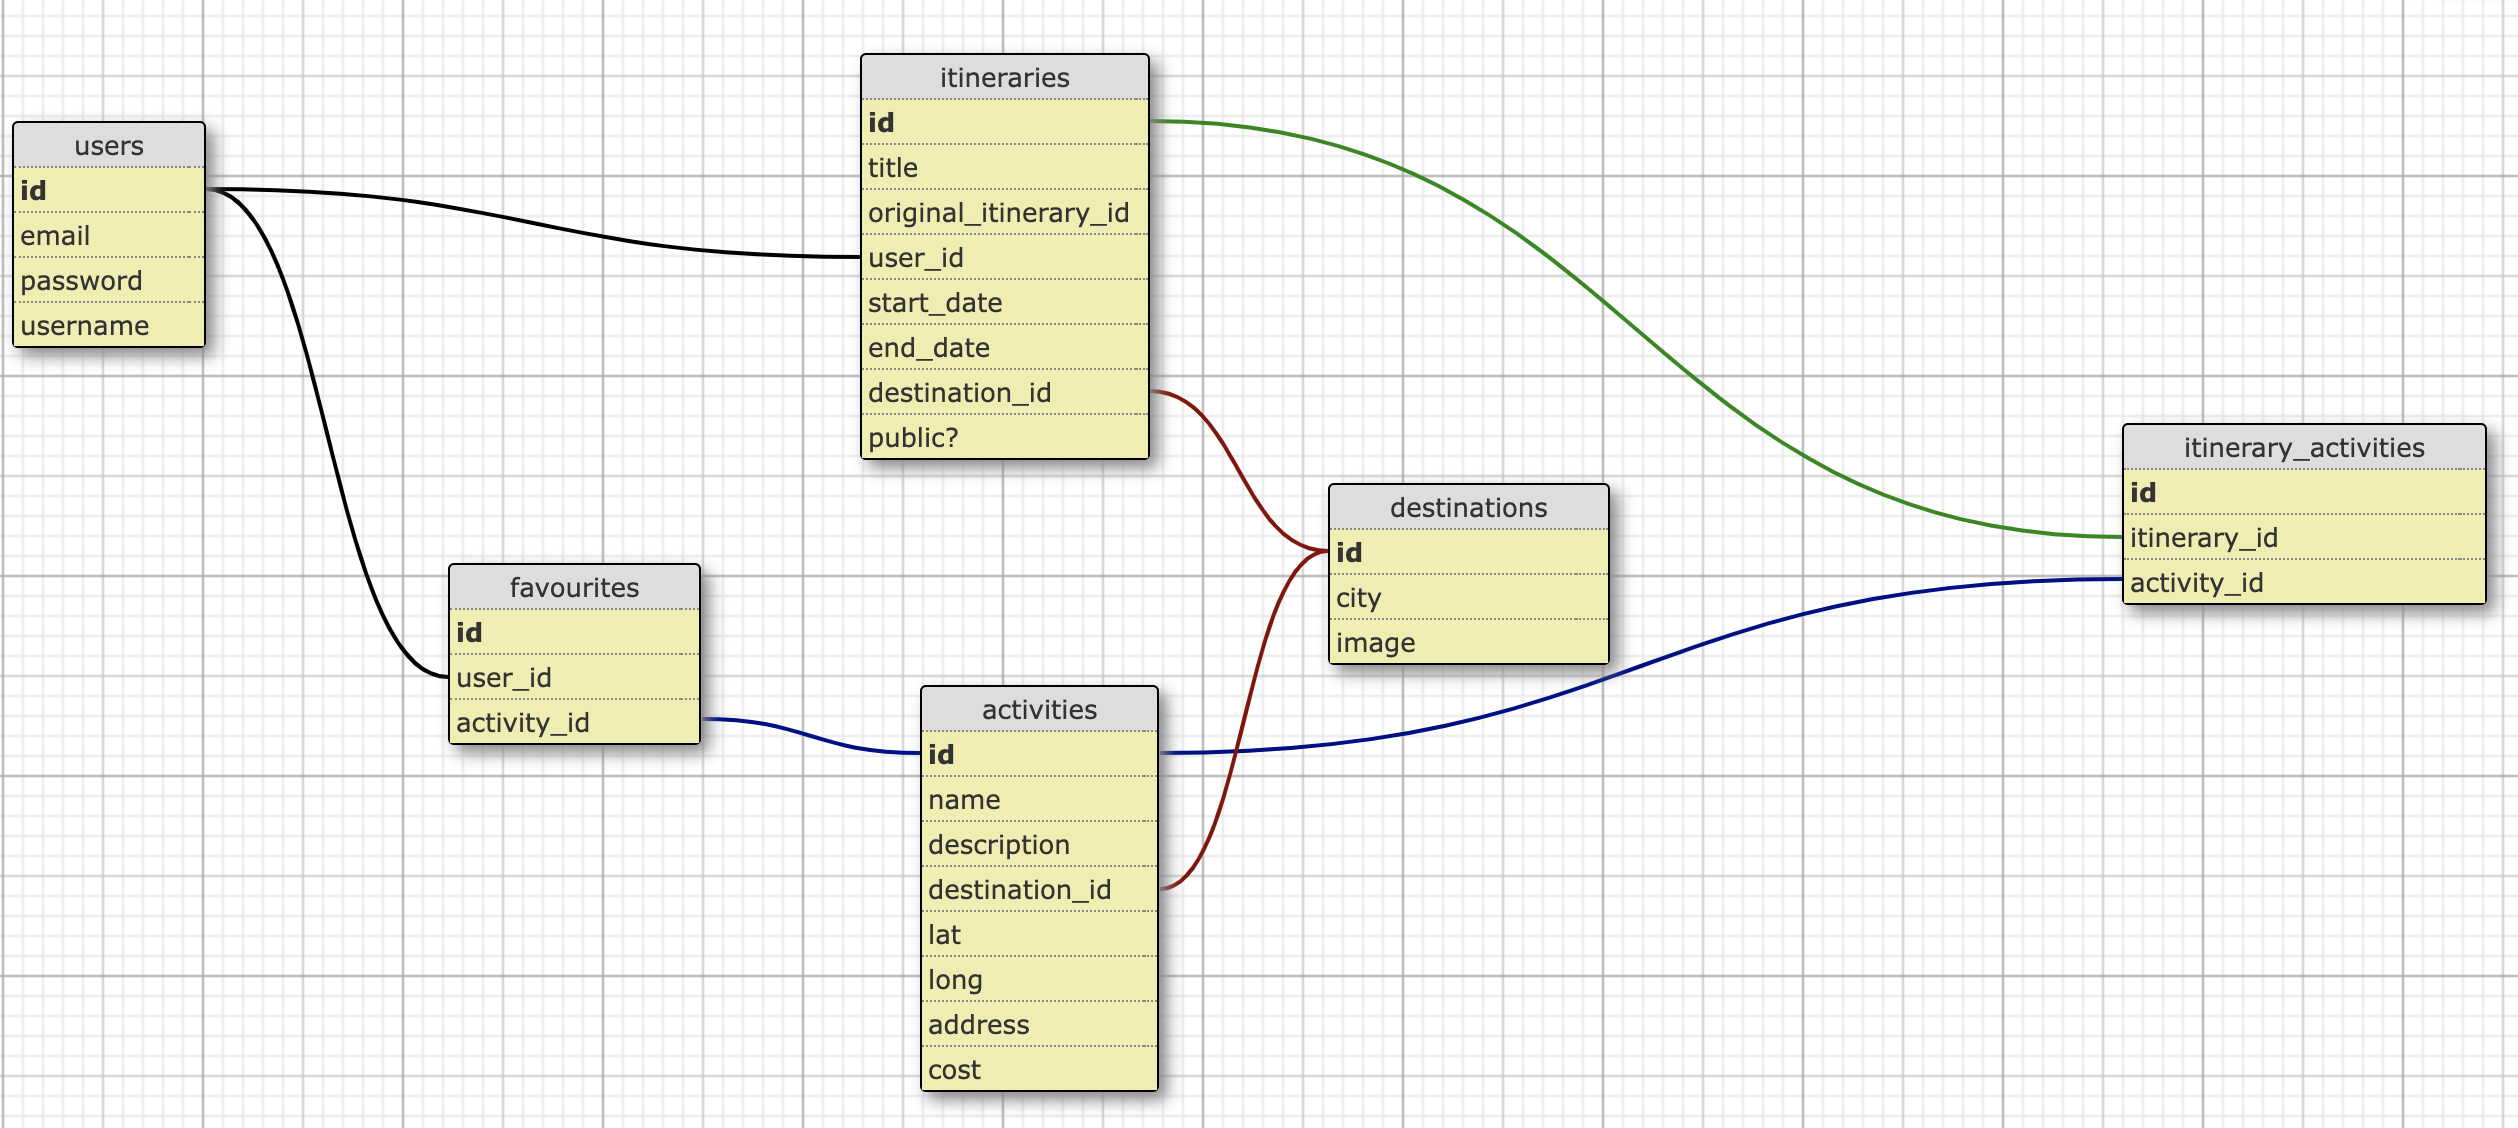 users
id
email
password
username
itineraries
id
title
original_itinerary_id
user_id
start_date
end_date
destination_id
public?
favourites
id
user_id
activity_id
activities
id
name
description
destination_id
lat
long
address
cost
destinations
id
city
image
itinerary_activities
id
itinerary_id
activity_id